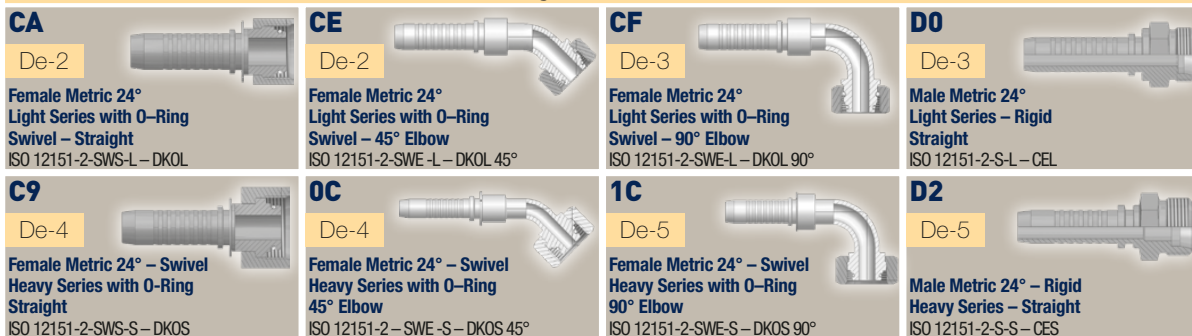 CA
De-2
Female Metric 24°
Light Series with O–Ring
Swivel – Straight
ISO 12151-2-SWS-L – DKOL
CE
De-2
Female Metric 24°
Light Series with O–Ring
Swivel – 45° Elbow
ISO 12151-2-SWE -L – DKOL 45°
CF
De-3
Female Metric 24°
Light Series with O–Ring
Swivel – 90° Elbow
ISO 12151-2-SWE-L – DKOL 90°
D0
De-3
Male Metric 24°
Light Series – Rigid
Straight
ISO 12151-2-S-L – CEL
C9
De-4
Female Metric 24° – Swivel
Heavy Series with O-Ring
Straight
ISO 12151-2-SWS-S – DKOS
0C
De-4
Female Metric 24° – Swivel
Heavy Series with O–Ring
45° Elbow
ISO 12151-2 – SWE -S – DKOS 45°
1C
De-5
Female Metric 24° – Swivel
Heavy Series with O–Ring
90° Elbow
ISO 12151-2-SWE-S – DKOS 90°
D2
De-5
Male Metric 24° – Rigid
Heavy Series – Straight
ISO 12151-2-S-S – CES